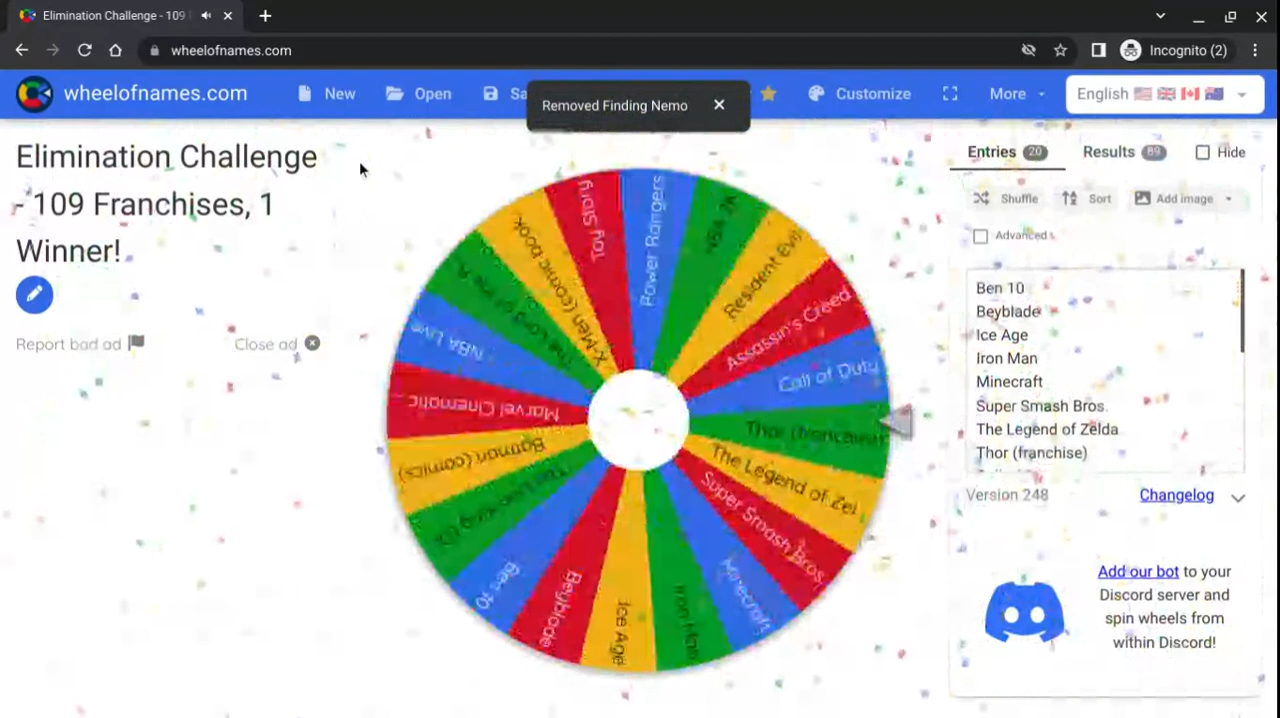 Elimination Challenge - 109
wheelofnames.com
Incognito (2)
wheelofnames.com
New
Open
Sa
Customize
More
English
Removed Finding Nemo
Elimination Challenge
- 109 Franchises, 1
Winner!
Report bad ad
Close ad
Power Rangers
NBA 2K
Resident Evil
Assassin's Creed
Call of Duty
Thor (franchise)
The Legend of Zel
Super Smash Bros.
Minecraft
Iron Man
Ice Age
Beyblade
Ben 10
Batman (comics)
Marvel Cinematic
NBA Live
X-Men (comic book
Toy Story
Entries 20
Results 89
Hide
Shuffle
Sort
Add image
Advanced
Ben 10
Beyblade
Ice Age
Iron Man
Minecraft
Super Smash Bros.
The Legend of Zelda
Thor (franchise)
Version 248
Changelog
Add our bot to your
Discord server and
spin wheels from
within Discord!